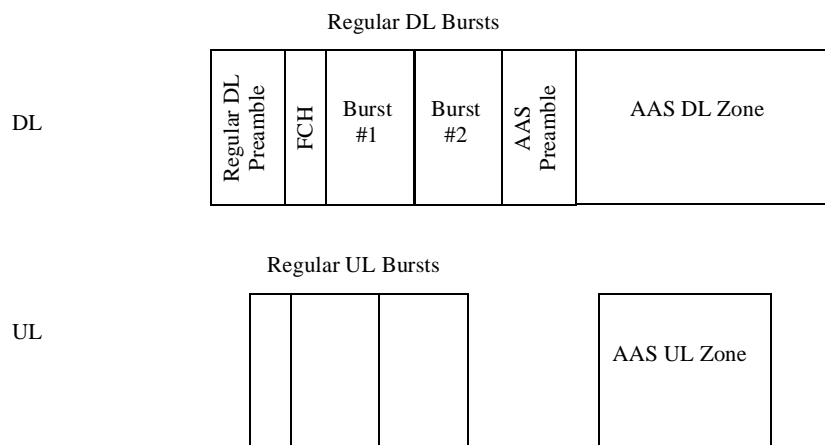 Regular DL Bursts
DL
Regular DL
Preamble
FCH
Burst
#1
Burst
#2
AAS
Preamble
AAS DL Zone
Regular UL Bursts
UL
AAS UL Zone